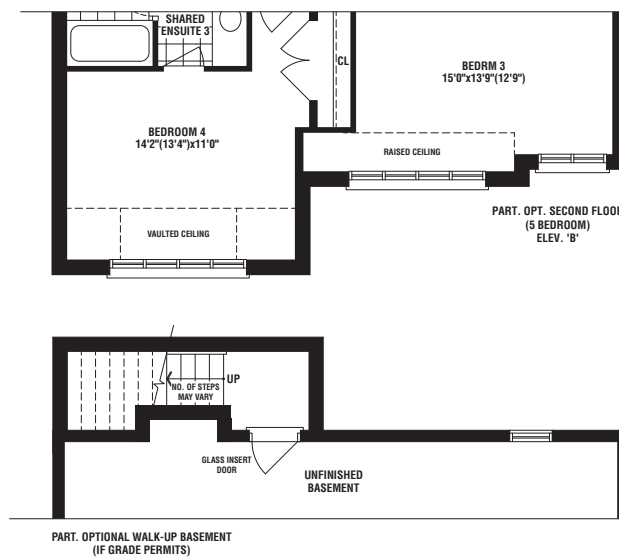 SHARED
ENSUITE 3
CL
BEDRM 3
15'0"x13'9"(12'9")
BEDROOM 4
14'2"(13'4")x11'0"
RAISED CEILING
VAULTED CEILING
PART. OPT. SECOND FLOOR
(5 BEDROOM)
ELEV. 'B'
UP
NO. OF STEPS
MAY VARY
GLASS INSERT
DOOR
UNFINISHED
BASEMENT
PART. OPTIONAL WALK-UP BASEMENT
(IF GRADE PERMITS)